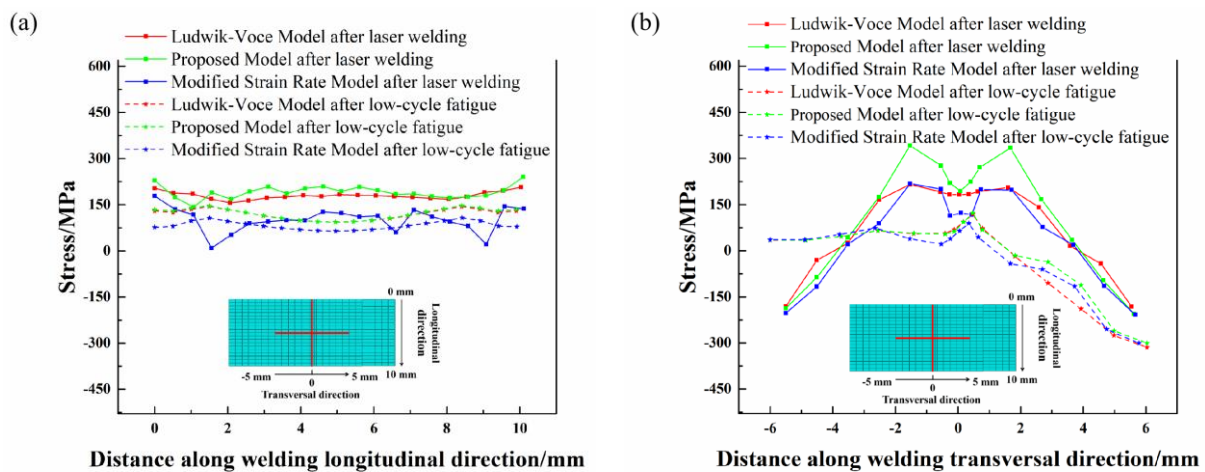 (a)
Ludwik-Voce Model after laser welding
Proposed Model after laser welding
Modified Strain Rate Model after laser welding
Ludwik-Voce Model after low-cycle fatigue
Proposed Model after low-cycle fatigue
Modified Strain Rate Model after low-cycle fatigue
600
450
300
150
0
-150
-300
-450
Stress/MPa
0 mm
Longitudinal
direction
10 mm
-5 mm
0
5 mm
Transversal direction
0
2
4
6
8
10
Distance along welding longitudinal direction/mm
(b)
Ludwik-Voce Model after laser welding
Proposed Model after laser welding
Modified Strain Rate Model after laser welding
Ludwik-Voce Model after low-cycle fatigue
Proposed Model after low-cycle fatigue
Modified Strain Rate Model after low-cycle fatigue
600
450
300
150
0
-150
-300
-450
Stress/MPa
0 mm
Longitudinal
direction
10 mm
-5 mm
0
5 mm
Transversal direction
-6
-4
-2
0
2
4
6
Distance along welding transversal direction/mm